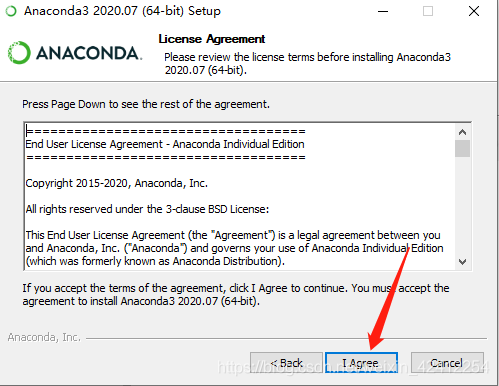 Anaconda3 2020.07 (64-bit) Setup
ANACONDA.
License Agreement
Please review the license terms before installing Anaconda3
2020.07 (64-bit).
Press Page Down to see the rest of the agreement.
===================================
End User License Agreement - Anaconda Individual Edition
===================================
Copyright 2015-2020, Anaconda, Inc.
All rights reserved under the 3-clause BSD License:
This End User License Agreement (the "Agreement") is a legal agreement between you
and Anaconda, Inc. ("Anaconda") and governs your use of Anaconda Individual Edition
(which was formerly known as Anaconda Distribution).
If you accept the terms of the agreement, click I Agree to continue. You must accept the
agreement to install Anaconda3 2020.07 (64-bit).
Anaconda, Inc.
< Back
I Agree
Cancel